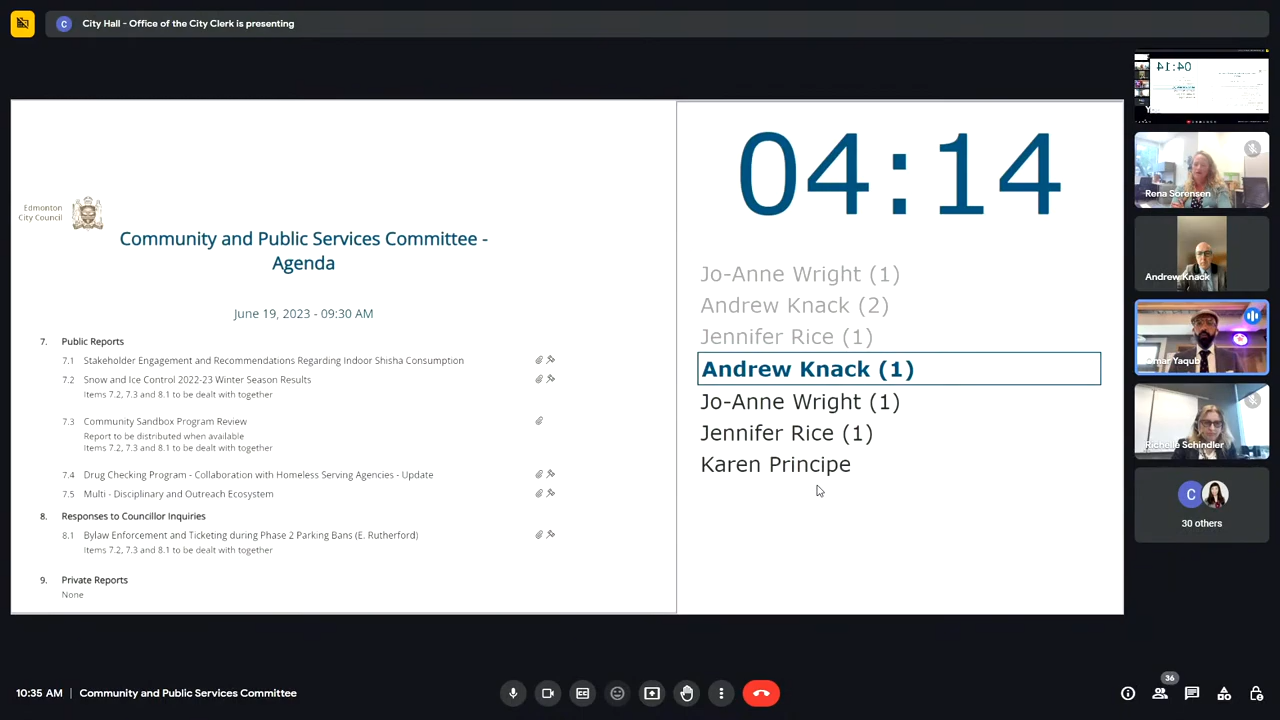 City Hall - Office of the City Clerk is presenting
Edmonton
City Council
Community and Public Services Committee -
Agenda
June 19, 2023 - 09:30 AM
7. Public Reports
7.1 Stakeholder Engagement and Recommendations Regarding Indoor Shisha Consumption
7.2 Snow and Ice Control 2022-23 Winter Season Results
Items 7.2, 7.3 and 8.1 to be dealt with together
7.3 Community Sandbox Program Review
Report to be distributed when available
Items 7.2, 7.3 and 8.1 to be dealt with together
7.4 Drug Checking Program - Collaboration with Homeless Serving Agencies - Update
7.5 Multi - Disciplinary and Outreach Ecosystem
8. Responses to Councillor Inquiries
8.1 Bylaw Enforcement and Ticketing during Phase 2 Parking Bans (E. Rutherford)
Items 7.2, 7.3 and 8.1 to be dealt with together
9. Private Reports
None
04:14
Jo-Anne Wright (1)
Andrew Knack (2)
Jennifer Rice (1)
Andrew Knack (1)
Jo-Anne Wright (1)
Jennifer Rice (1)
Karen Principe
04:14
Rena Sorensen
Andrew Knack
Omar Yaqub
Richelle Schindler
C
30 others
10:35 AM | Community and Public Services Committee
36